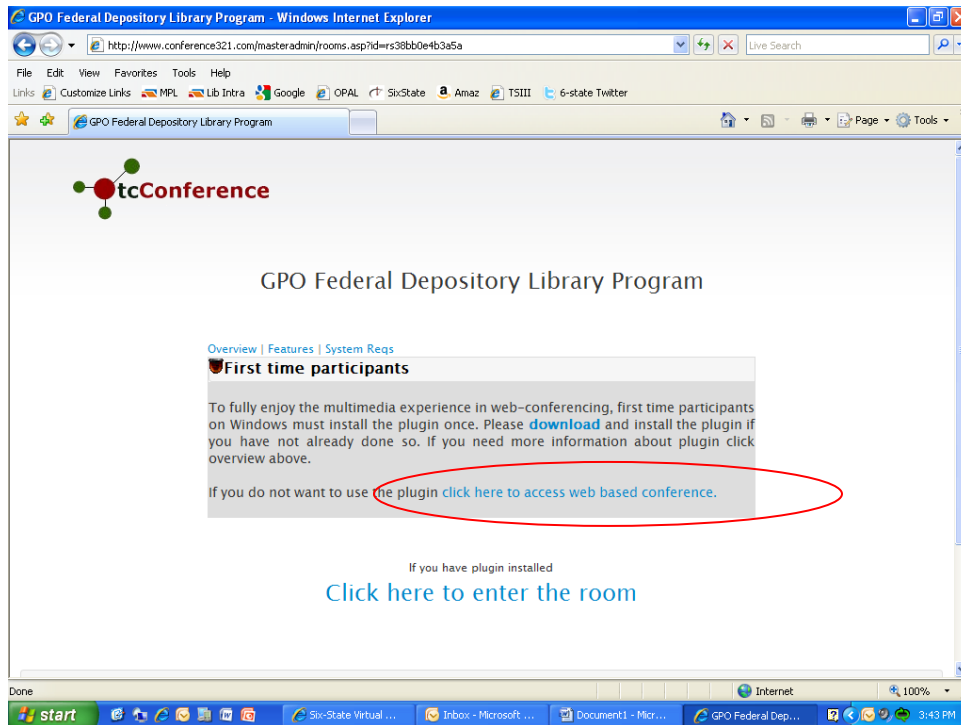 GPO Federal Depository Library Program - Windows Internet Explorer
http://www.conference321.com/masteradmin/rooms.asp?id=rs38bb0e4b3a5a
Live Search
File Edit View Favorites Tools Help
Links Customize Links MPL Lib Intra Google OPAL SixState Amaz TSIII 6-state Twitter
GPO Federal Depository Library Program
Page Tools
tcConference
GPO Federal Depository Library Program
Overview | Features | System Reqs
First time participants
To fully enjoy the multimedia experience in web-conferencing, first time participants
on Windows must install the plugin once. Please download and install the plugin if
you have not already done so. If you need more information about plugin click
overview above.
If you do not want to use the plugin click here to access web based conference.
If you have plugin installed
Click here to enter the room
Done Internet 100%
start Six-State Virtual ... Inbox - Microsoft ... Document1 - Micr... GPO Federal Dep... 3:43 PM